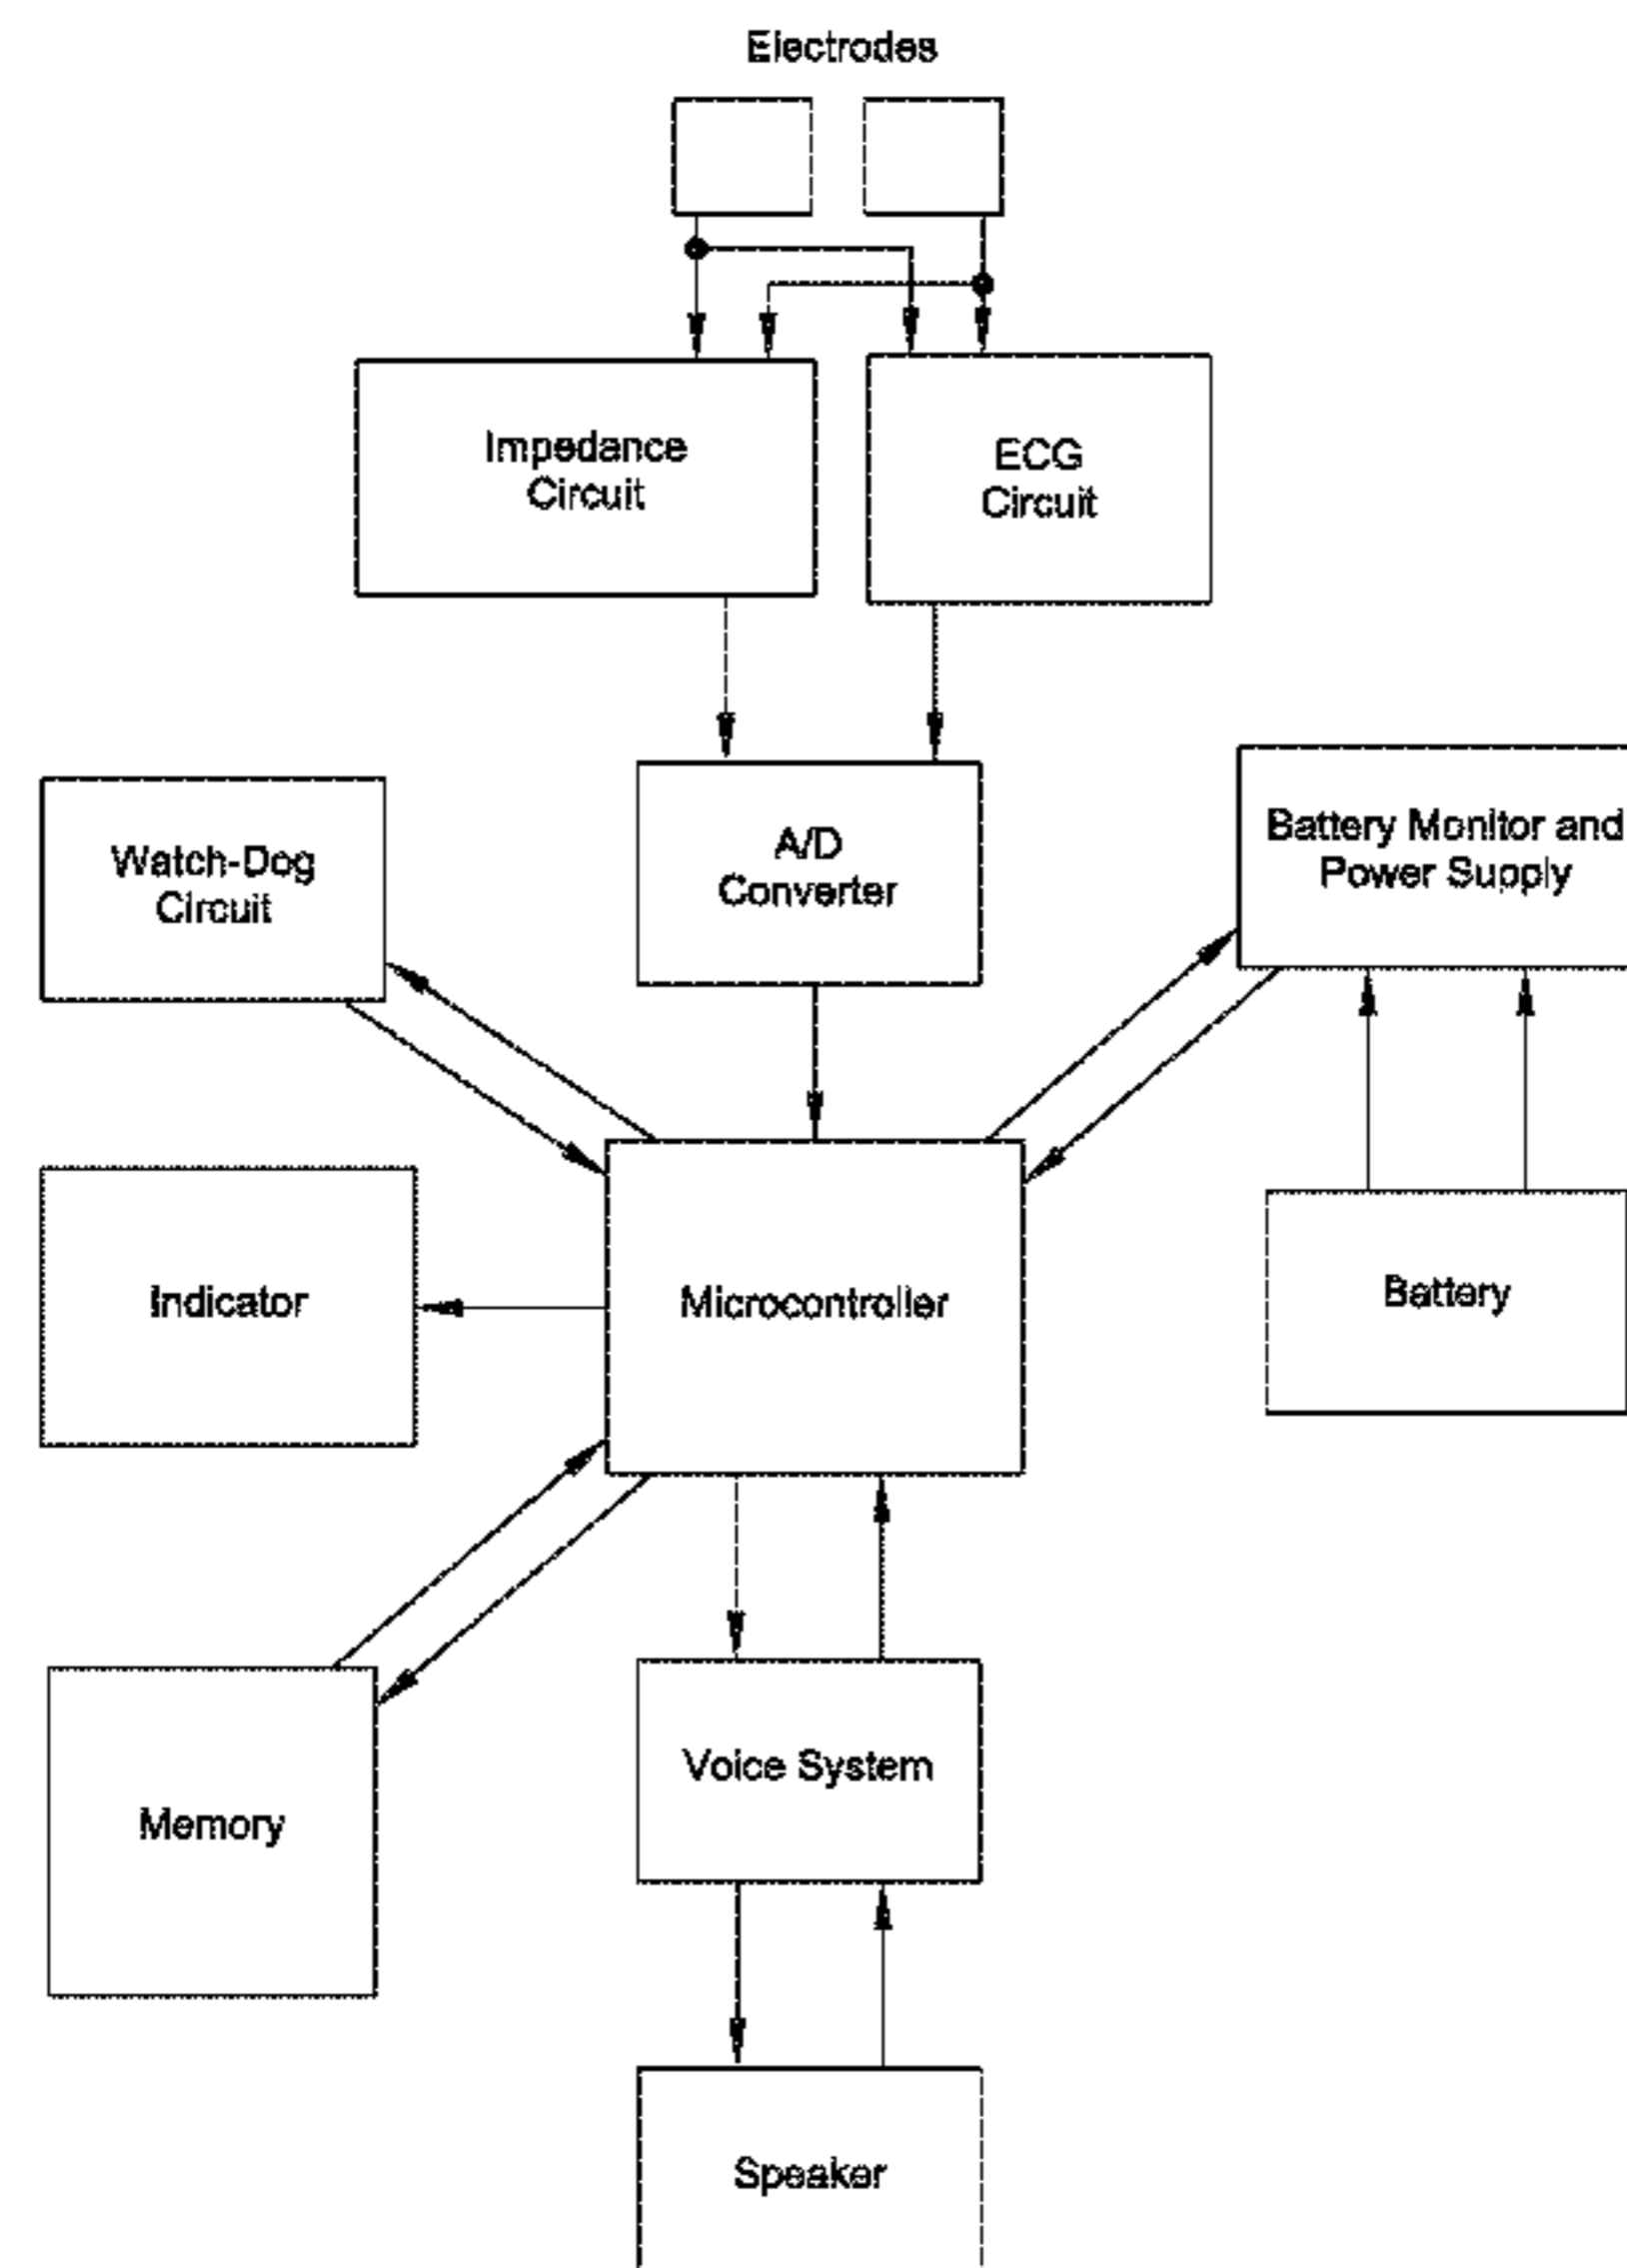 Electrodes
Impedance
Circuit
ECG
Circuit
Watch-Dog
Circuit
A/D
Converter
Battery Monitor and
Power Supply
Indicator
Microcontroller
Battery
Memory
Voice System
Speaker